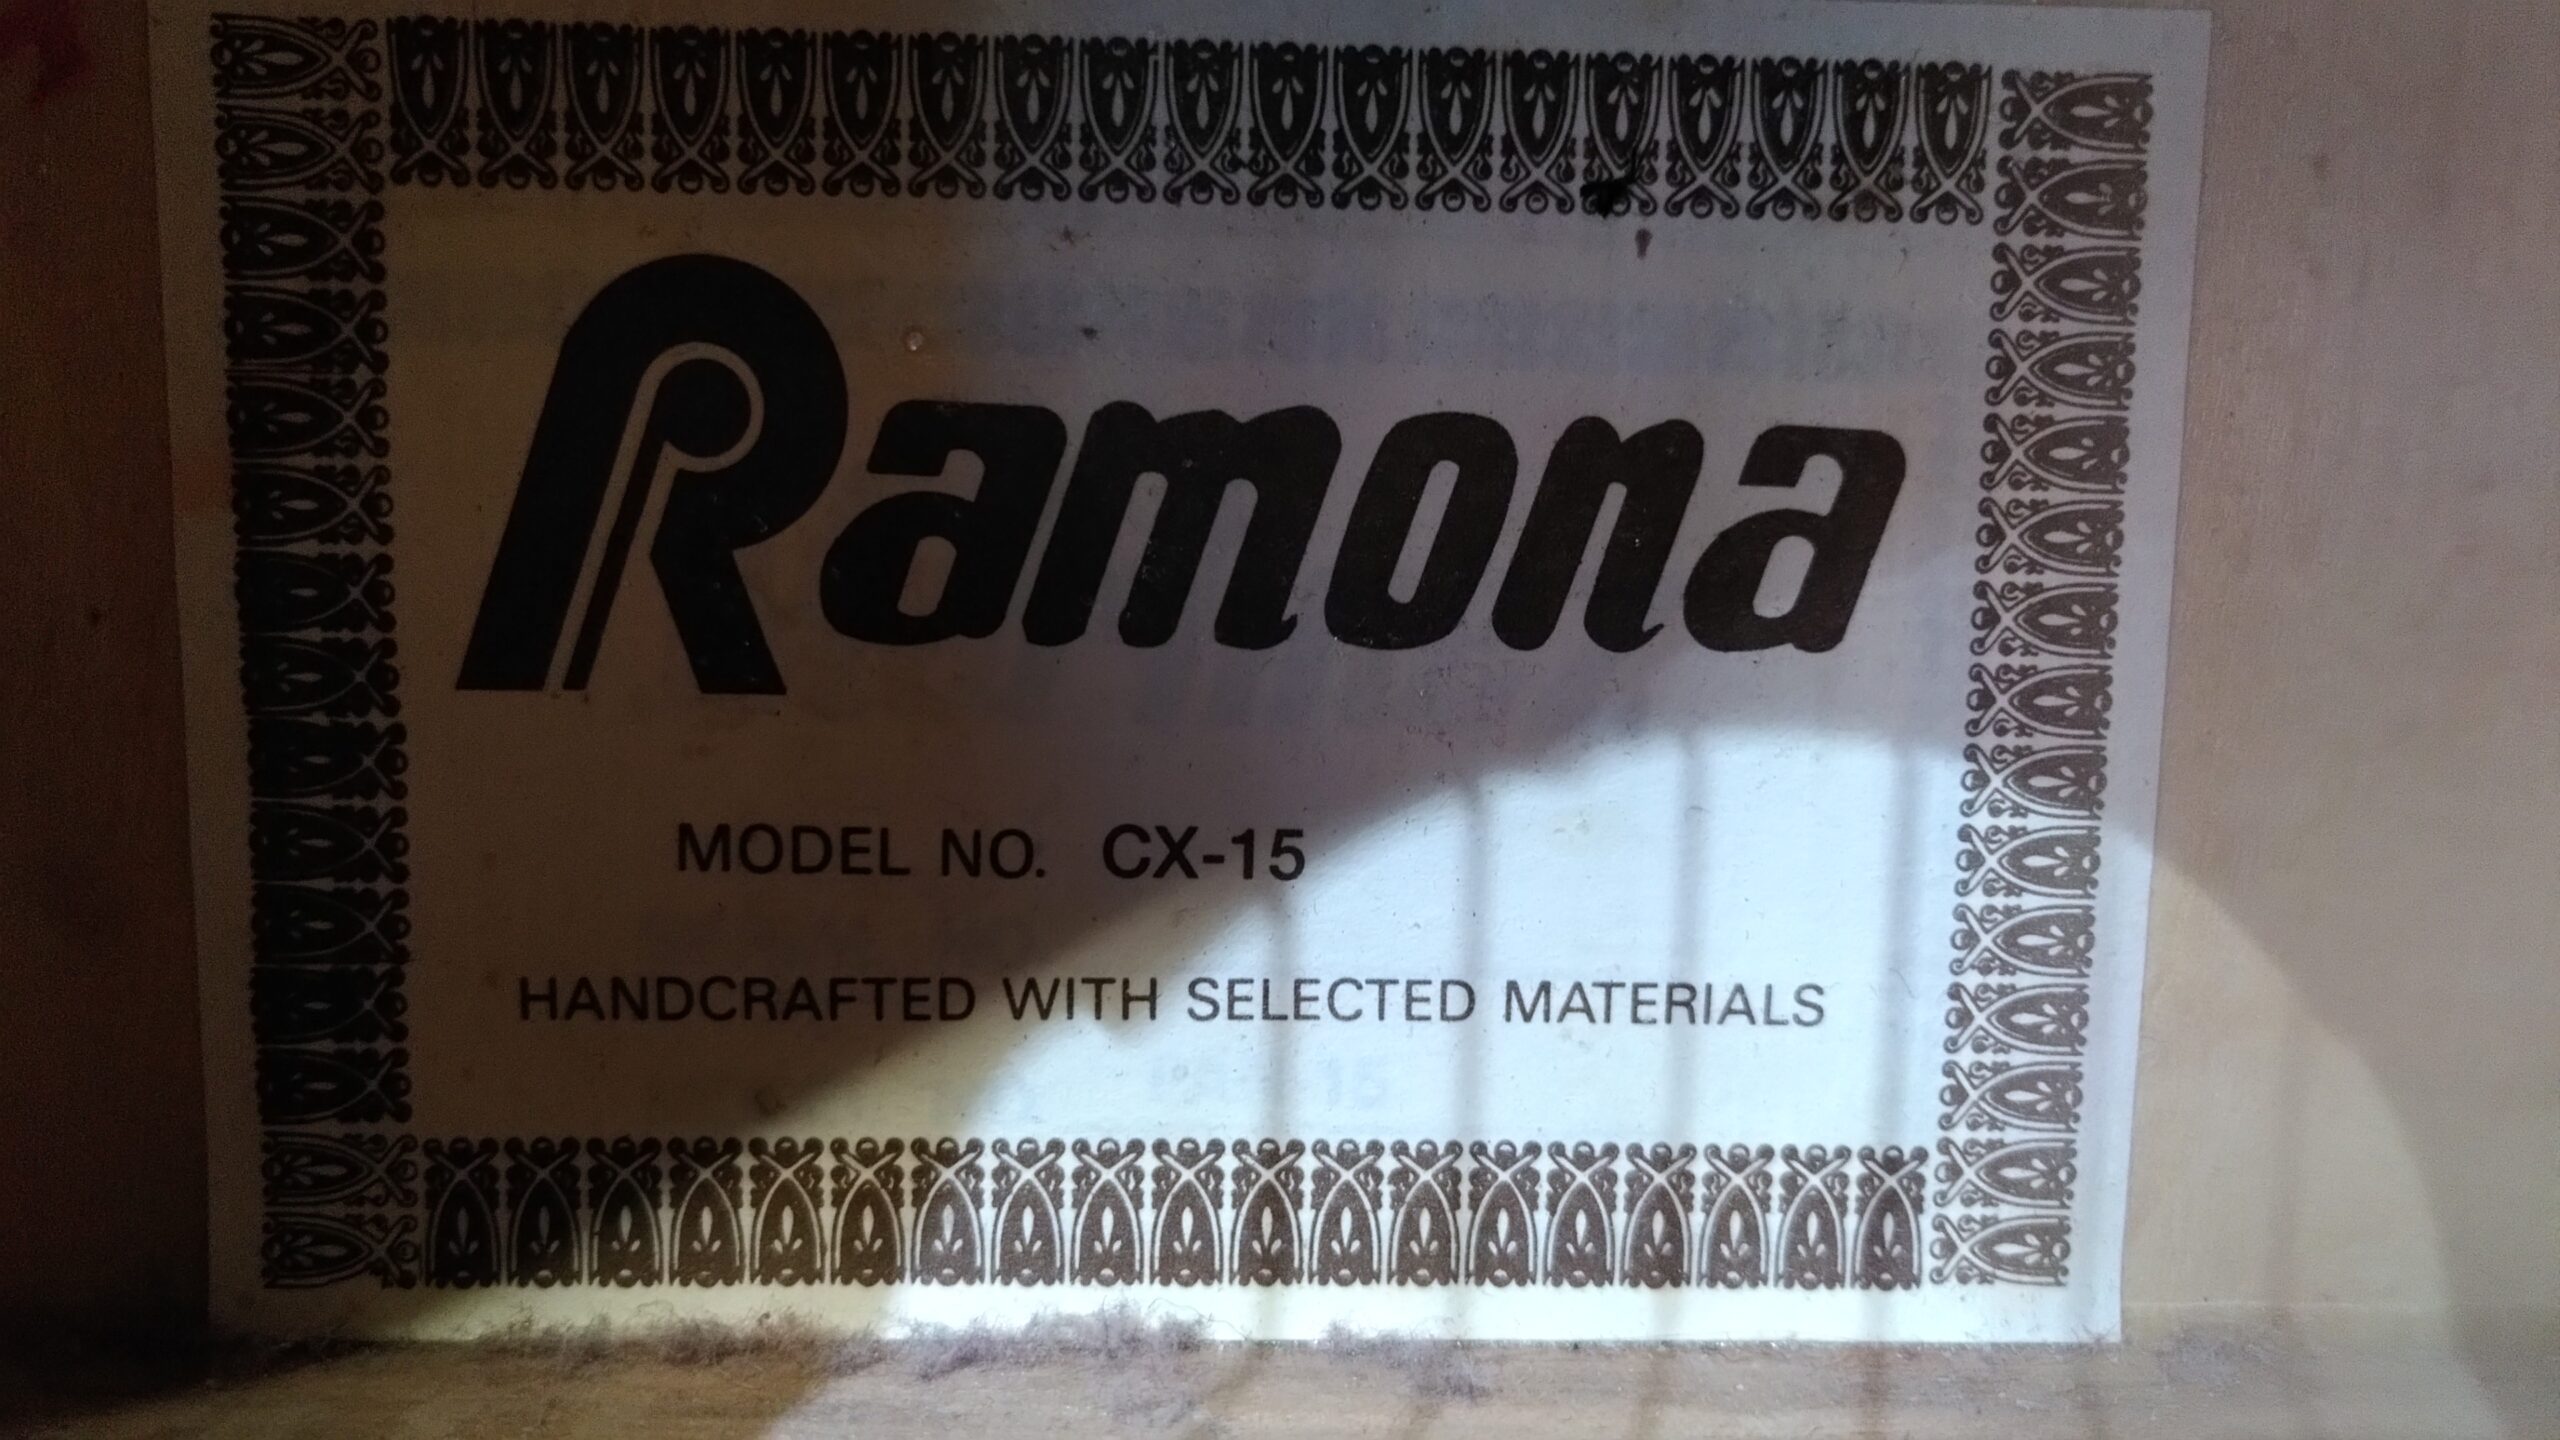 Ramona
MODEL NO. CX-15
HANDCRAFTED WITH SELECTED MATERIALS